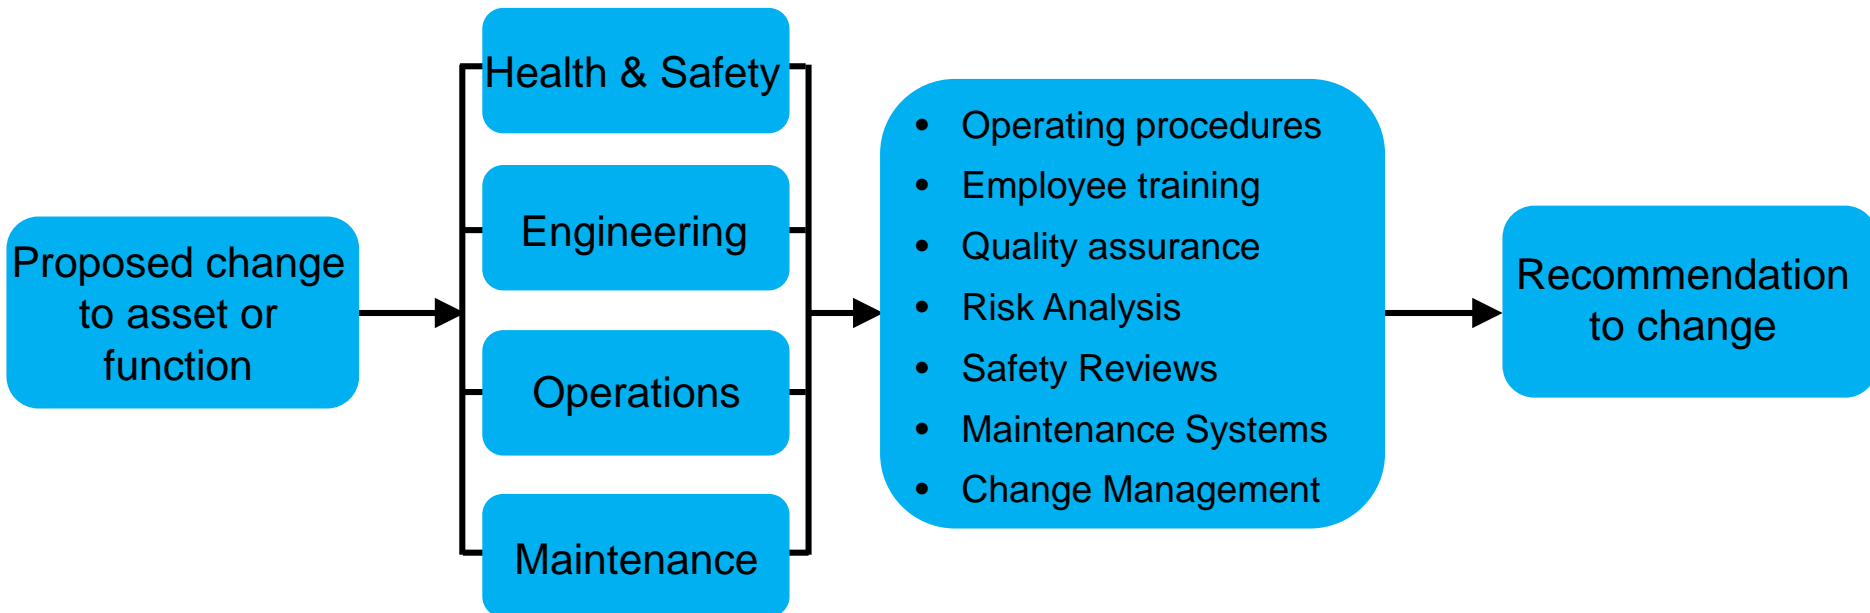 Proposed change
to asset or
function
Health & Safety
Engineering
Operations
Maintenance
• Operating procedures
• Employee training
• Quality assurance
• Risk Analysis
• Safety Reviews
• Maintenance Systems
• Change Management
Recommendation
to change